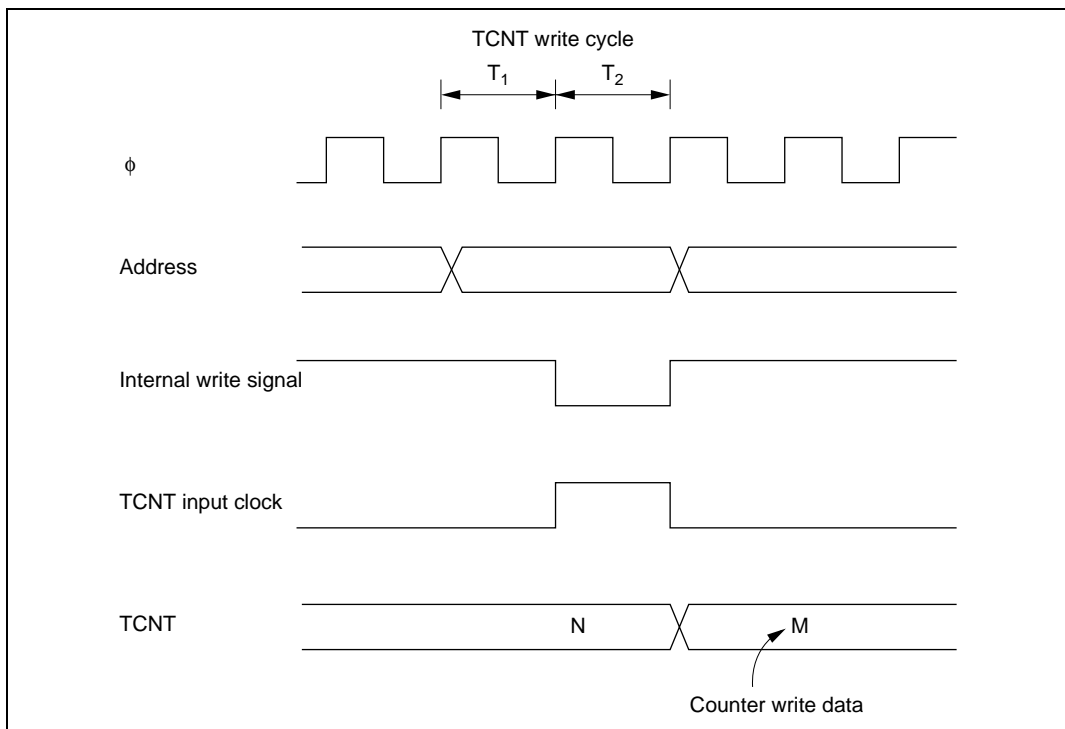 TCNT write cycle
T1 T2
ϕ
Address
Internal write signal
TCNT input clock
TCNT N M
Counter write data